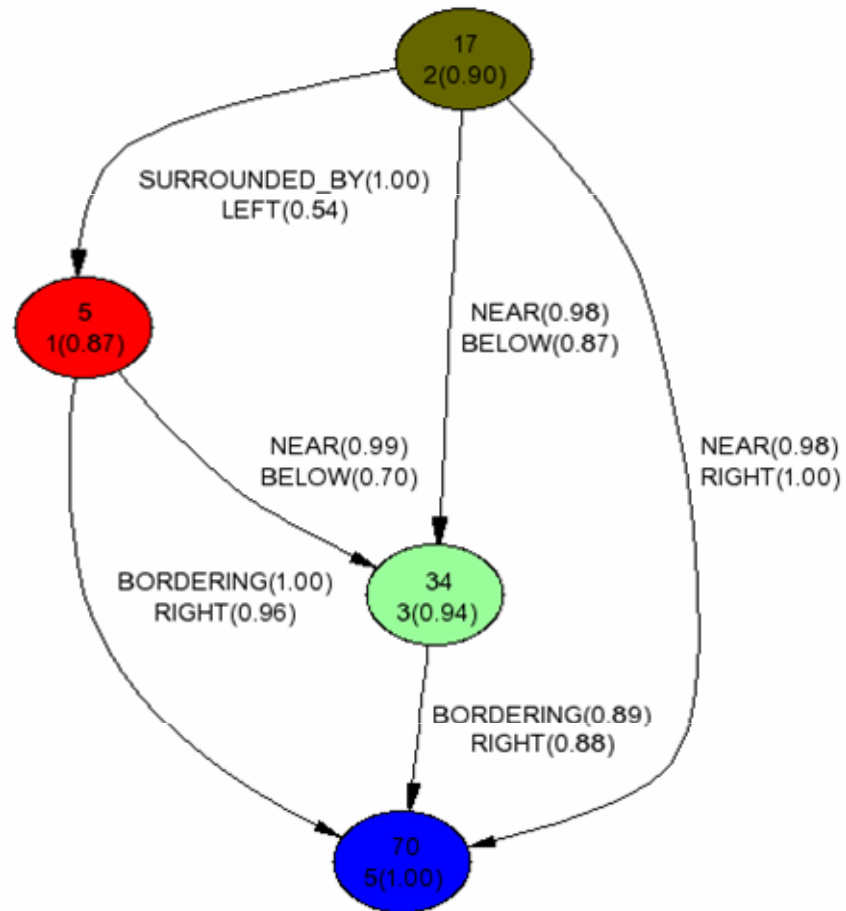 17
2(0.90)
SURROUNDED_BY(1.00)
LEFT(0.54)
5
1(0.87)
NEAR(0.98)
BELOW(0.87)
NEAR(0.99)
BELOW(0.70)
NEAR(0.98)
RIGHT(1.00)
BORDERING(1.00)
RIGHT(0.96)
34
3(0.94)
BORDERING(0.89)
RIGHT(0.88)
70
5(1.00)